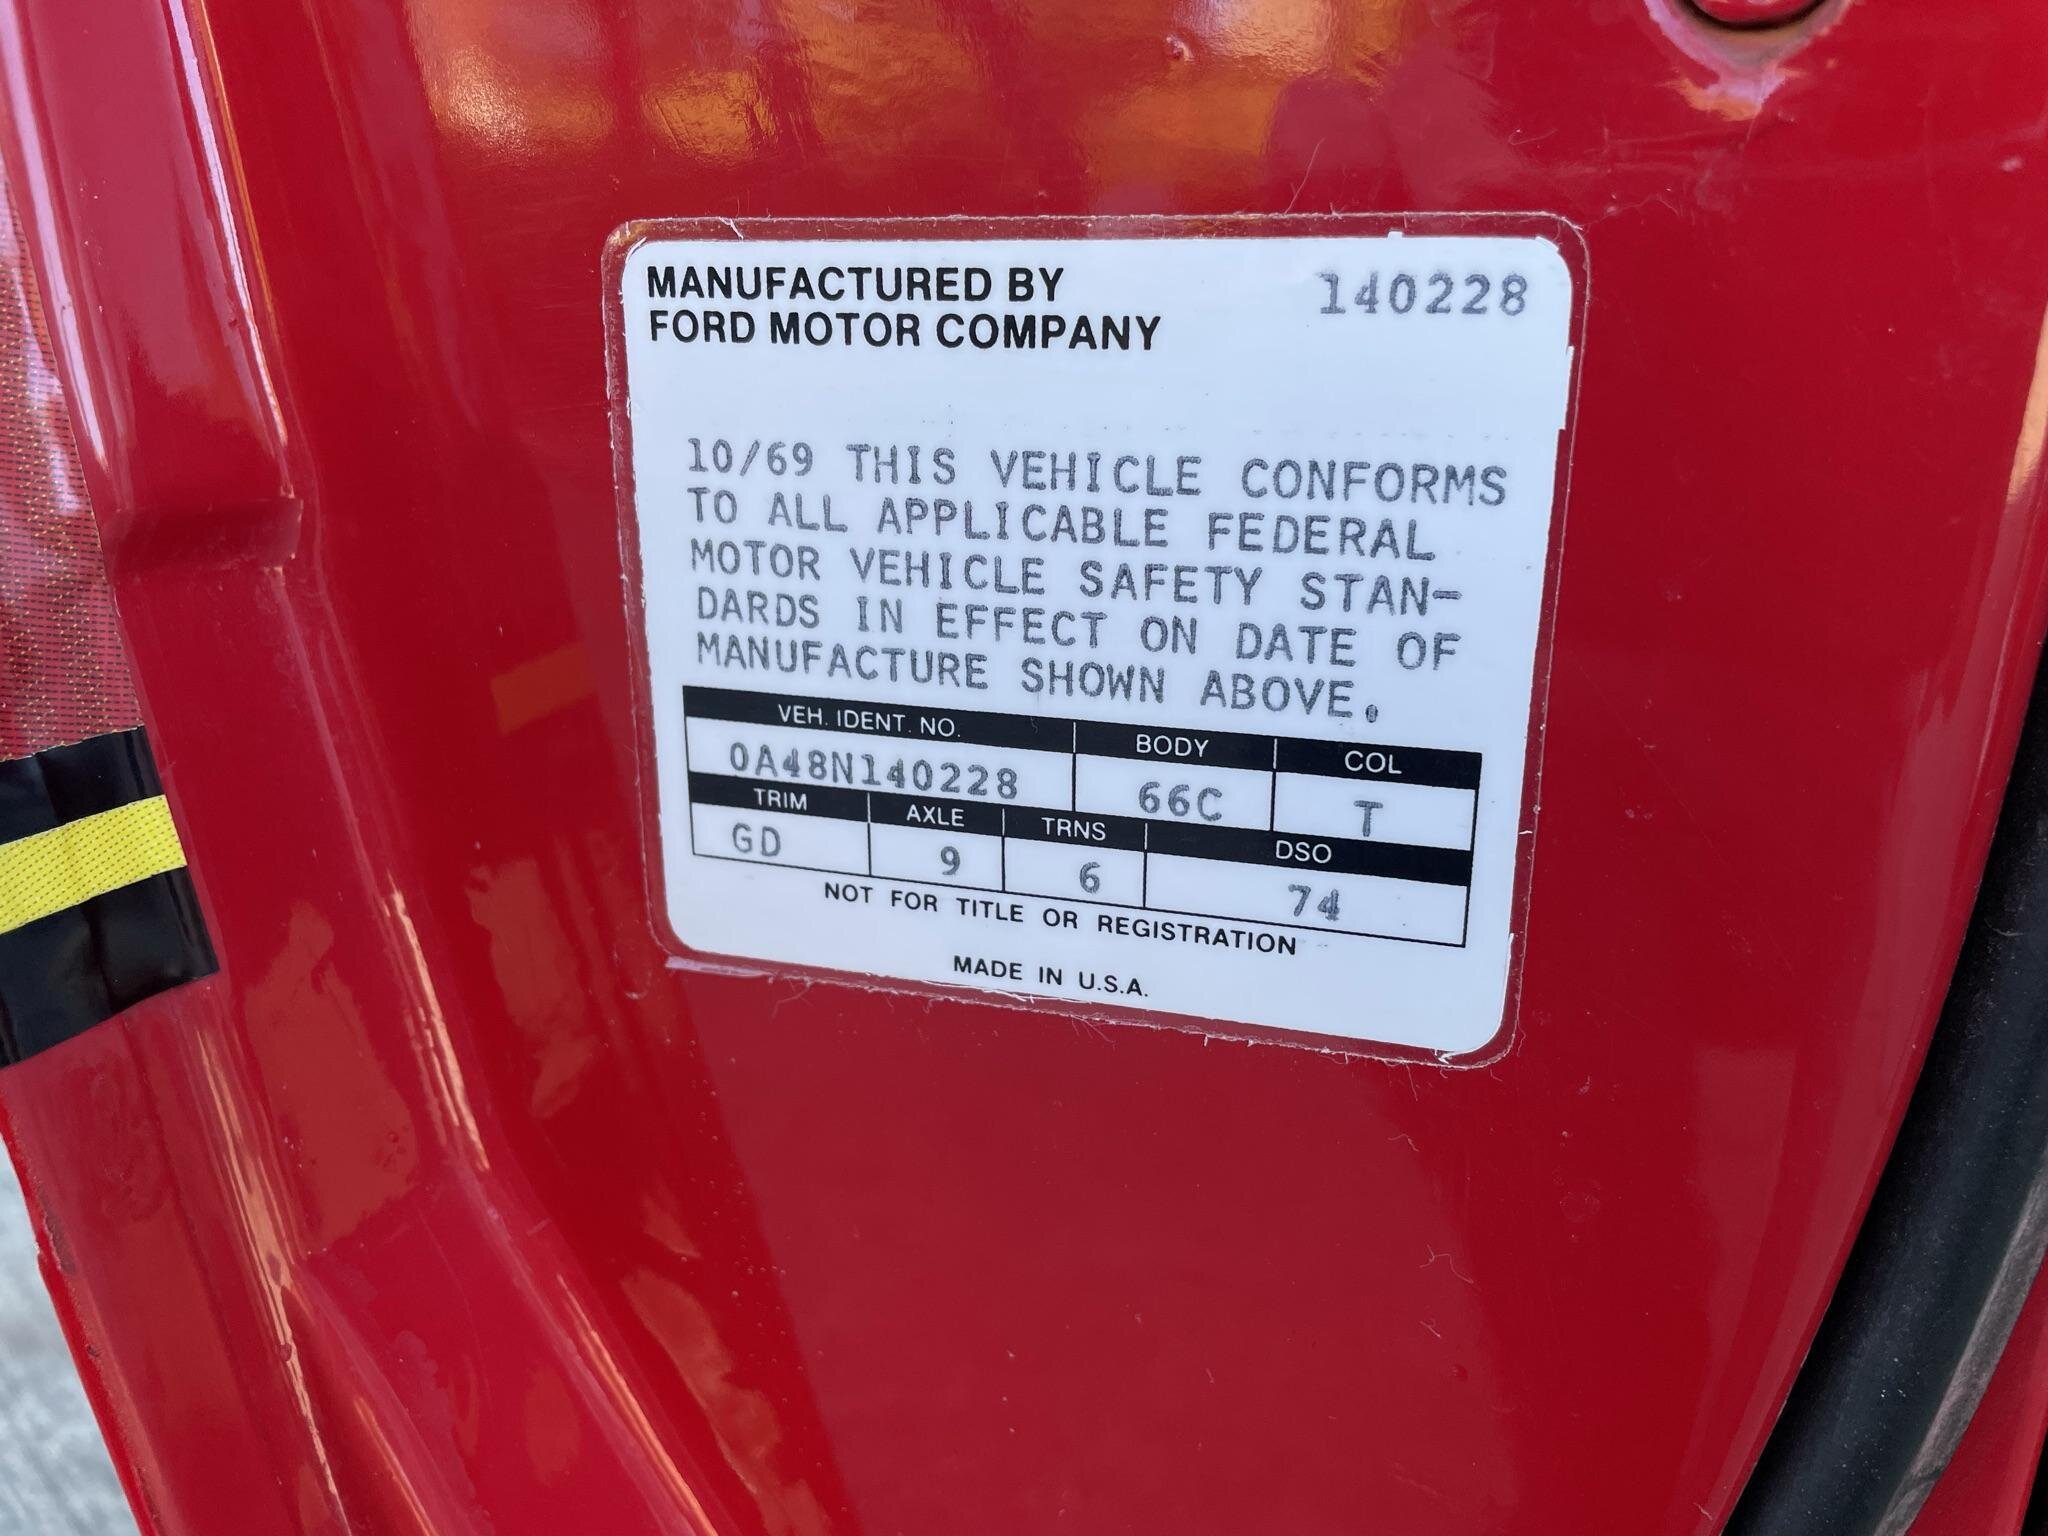 MANUFACTURED BY 140228
FORD MOTOR COMPANY
10/69 THIS VEHICLE CONFORMS
TO ALL APPLICABLE FEDERAL
MOTOR VEHICLE SAFETY STAN-
DARDS IN EFFECT ON DATE OF
MANUFACTURE SHOWN ABOVE.
VEH. IDENT. NO. BODY COL
0A48N140228 66C T
TRIM AXLE TRNS DSO
GD 9 6 74
NOT FOR TITLE OR REGISTRATION
MADE IN U.S.A.